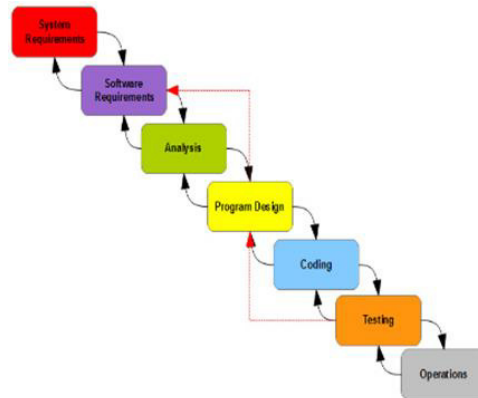 System
Requirements
Software
Requirements
Analysis
Program Design
Coding
Testing
Operations